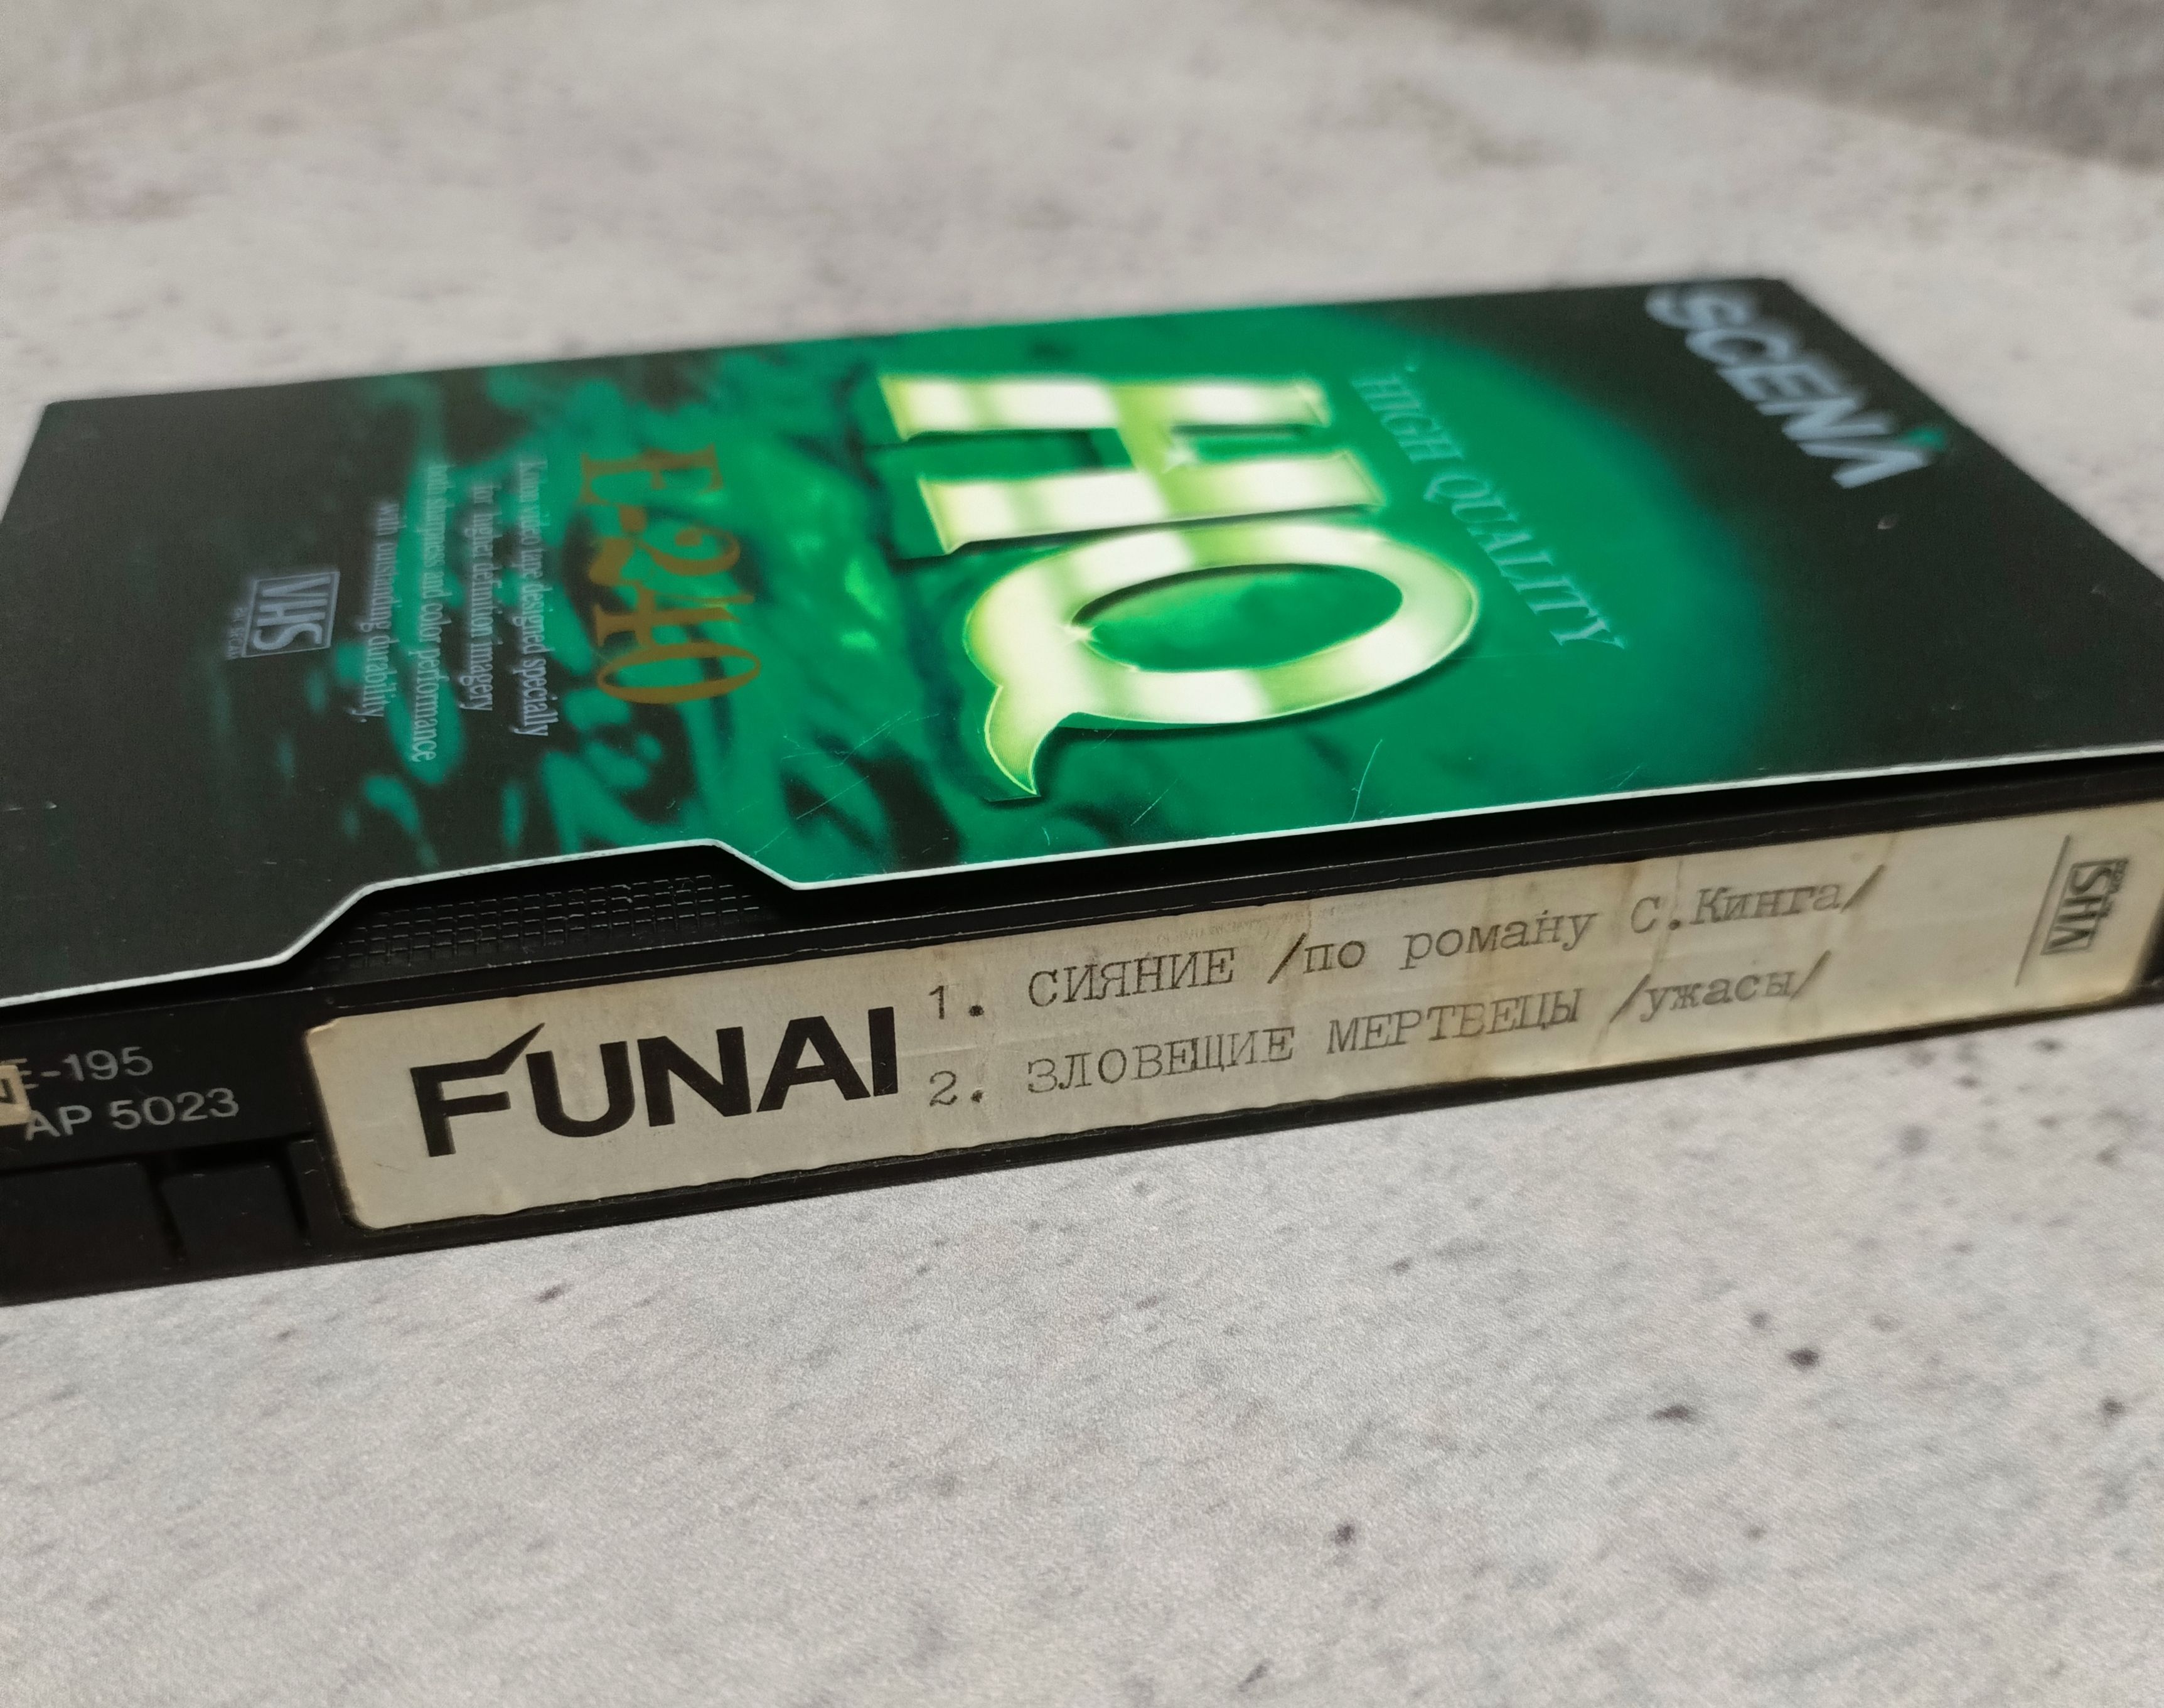 SCENA
HIGH QUALITY
HQ
E-240
A new video tape designed specially
for higher definition imagery
both sharpness and color performance
with outstanding durability.
VHS
E-195
AP 5023
FUNAI
1. СИЯНИЕ /по роману С.Кинга/
2. ЗЛОВЕЩИЕ МЕРТВЕЦЫ /ужасы/
VHS